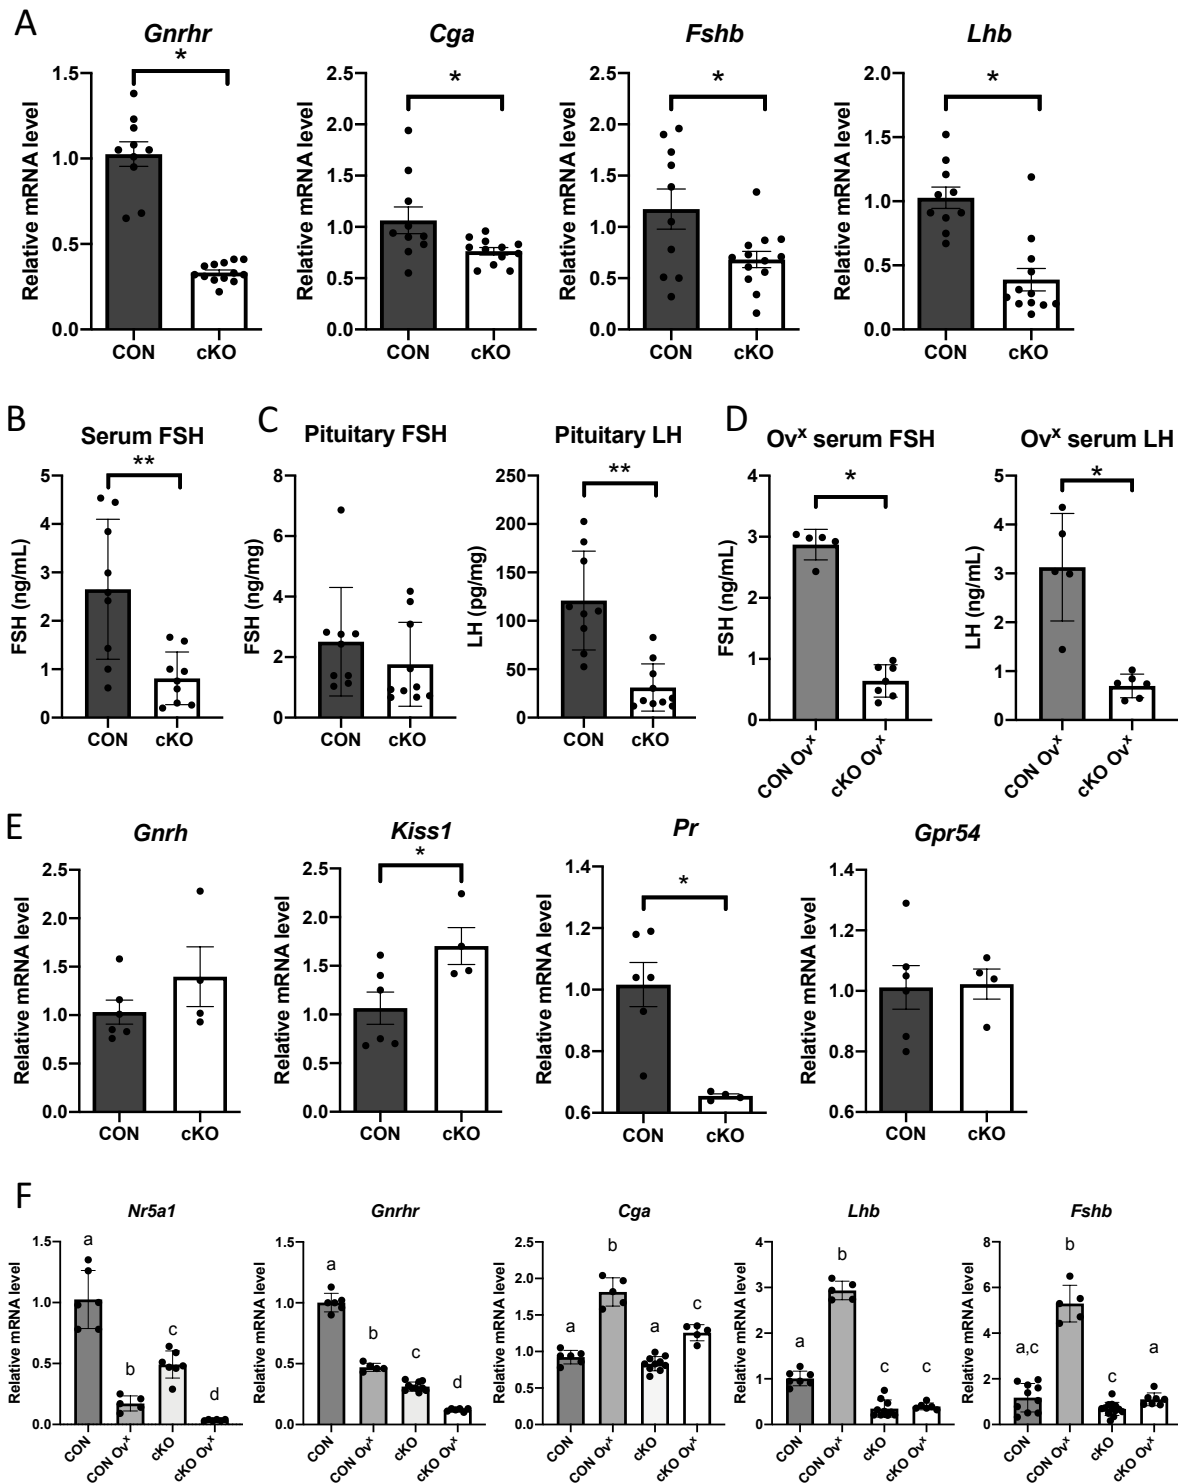 A
Gnrhr
Cga
Fshb
Lhb
* * * *
Relative mRNA level
1.5
1.0
0.5
0.0
CON cKO
Relative mRNA level
2.5
2.0
1.5
1.0
0.5
0.0
CON cKO
Relative mRNA level
2.5
2.0
1.5
1.0
0.5
0.0
CON cKO
Relative mRNA level
2.0
1.5
1.0
0.5
0.0
CON cKO
B
Serum FSH
**
FSH (ng/mL)
5
4
3
2
1
0
CON cKO
C
Pituitary FSH
FSH (ng/mg)
8
6
4
2
0
CON cKO
Pituitary LH
**
LH (pg/mg)
250
200
150
100
50
0
CON cKO
D
Ovx serum FSH
*
FSH (ng/mL)
4
3
2
1
0
CON Ovx
cKO Ovx
Ovx serum LH
*
LH (ng/mL)
5
4
3
2
1
0
CON Ovx
cKO Ovx
E
Gnrh
Relative mRNA level
2.5
2.0
1.5
1.0
0.5
0.0
CON cKO
Kiss1
*
Relative mRNA level
2.5
2.0
1.5
1.0
0.5
0.0
CON cKO
Pr
*
Relative mRNA level
1.4
1.2
1.0
0.8
0.6
CON cKO
Gpr54
Relative mRNA level
1.4
1.2
1.0
0.8
0.6
CON cKO
F
Nr5a1
Relative mRNA level
1.5
1.0
0.5
0.0
a b c d
CON
CON Ovx
cKO
cKO Ovx
Gnrhr
Relative mRNA level
1.5
1.0
0.5
0.0
a b c d
CON
CON Ovx
cKO
cKO Ovx
Cga
Relative mRNA level
2.5
2.0
1.5
1.0
0.5
0.0
a b a c
CON
CON Ovx
cKO
cKO Ovx
Lhb
Relative mRNA level
4
3
2
1
0
a b c c
CON
CON Ovx
cKO
cKO Ovx
Fshb
Relative mRNA level
8
6
4
2
0
a,c b c a
CON
CON Ovx
cKO
cKO Ovx